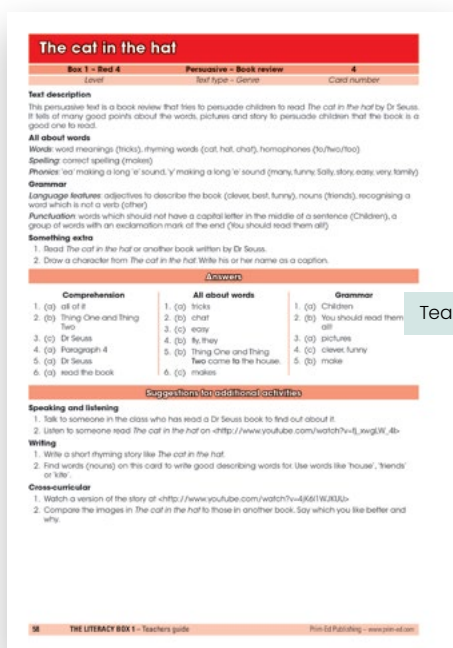 The cat in the hat
Box 1 – Red 4 Persuasive – Book review 4
Level Text type – Genre Card number
Text description
This persuasive text is a book review that tries to persuade children to read The cat in the hat by Dr Seuss.
It tells of many good points about the words, pictures and story to persuade children that the book is a
good one to read.
All about words
Words: word meanings (tricks), rhyming words (cat, hat, chat), homophones (to/two/too)
Spelling: correct spelling (makes)
Phonics: 'ea' making a long 'e' sound, 'y' making a long 'e' sound (many, funny, Sally, story, easy, very, family)
Grammar
Language features: adjectives to describe the book (clever, best, funny), nouns (friends), recognising a
word which is not a verb (other)
Punctuation: words which should not have a capital letter in the middle of a sentence (Children), a
group of words with an exclamation mark at the end (You should read them all!)
Something extra
1. Read The cat in the hat or another book written by Dr Seuss.
2. Draw a character from The cat in the hat. Write his or her name as a caption.
Answers
Comprehension
1. (a) all of it
2. (b) Thing One and Thing
Two
3. (c) Dr Seuss
4. (a) Paragraph 4
5. (a) Dr Seuss
6. (a) read the book
All about words
1. (a) tricks
2. (b) chat
3. (c) easy
4. (b) fly, they
5. (b) Thing One and Thing
Two came to the house.
6. (c) makes
Grammar
1. (a) Children
2. (b) You should read them
all!
3. (a) pictures
4. (c) clever, funny
5. (b) make
Tea
Suggestions for additional activities
Speaking and listening
1. Talk to someone in the class who has read a Dr Seuss book to find out about it.
2. Listen to someone read The cat in the hat on
Writing
1. Write a short rhyming story like The cat in the hat.
2. Find words (nouns) on this card to write good describing words for. Use words like 'house', 'friends'
or 'kite'.
Cross-curricular
1. Watch a version of the story at
2. Compare the images in The cat in the hat to those in another book. Say which you like better and
why.
58 THE LITERACY BOX 1 – Teachers guide Prim-Ed Publishing – www.prim-ed.com